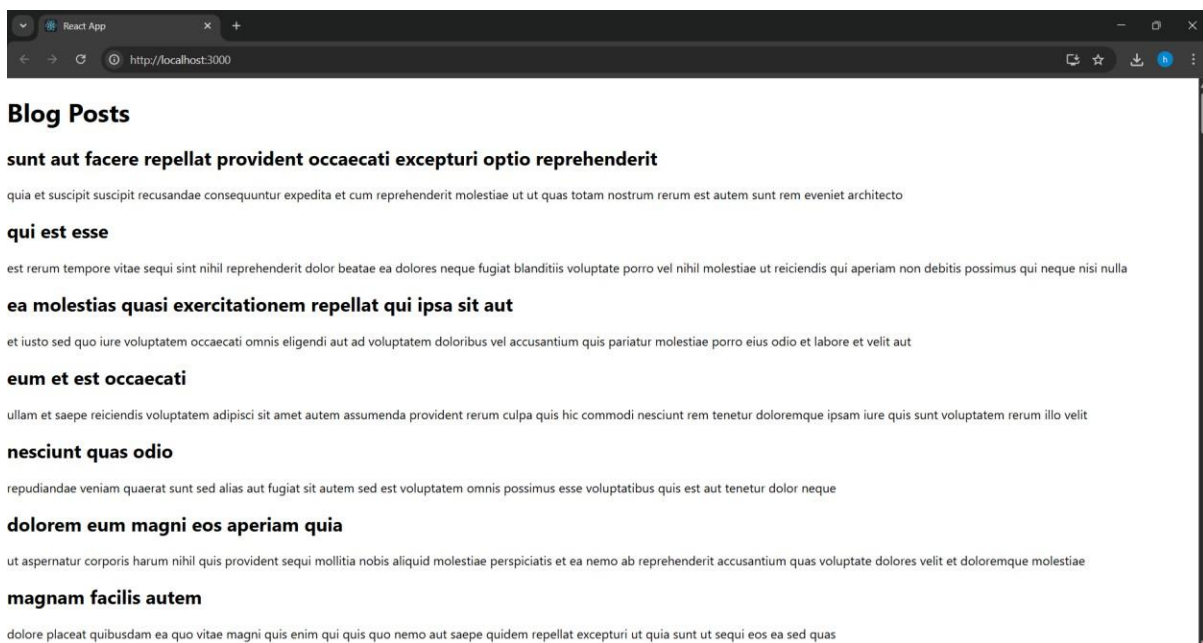 React App
http://localhost:3000
h
Blog Posts
sunt aut facere repellat provident occaecati excepturi optio reprehenderit
quia et suscipit suscipit recusandae consequuntur expedita et cum reprehenderit molestiae ut ut quas totam nostrum rerum est autem sunt rem eveniet architecto
qui est esse
est rerum tempore vitae sequi sint nihil reprehenderit dolor beatae ea dolores neque fugiat blanditiis voluptate porro vel nihil molestiae ut reiciendis qui aperiam non debitis possimus qui neque nisi nulla
ea molestias quasi exercitationem repellat qui ipsa sit aut
et iusto sed quo iure voluptatem occaecati omnis eligendi aut ad voluptatem doloribus vel accusantium quis pariatur molestiae porro eius odio et labore et velit aut
eum et est occaecati
ullam et saepe reiciendis voluptatem adipisci sit amet autem assumenda provident rerum culpa quis hic commodi nesciunt rem tenetur doloremque ipsam iure quis sunt voluptatem rerum illo velit
nesciunt quas odio
repudiandae veniam quaerat sunt sed alias aut fugiat sit autem sed est voluptatem omnis possimus esse voluptatibus quis est aut tenetur dolor neque
dolorem eum magni eos aperiam quia
ut aspernatur corporis harum nihil quis provident sequi mollitia nobis aliquid molestiae perspiciatis et ea nemo ab reprehenderit accusantium quas voluptate dolores velit et doloremque molestiae
magnam facilis autem
dolore placeat quibusdam ea quo vitae magni quis enim qui quis quo nemo aut saepe quidem repellat excepturi ut quia sunt ut sequi eos ea sed quas